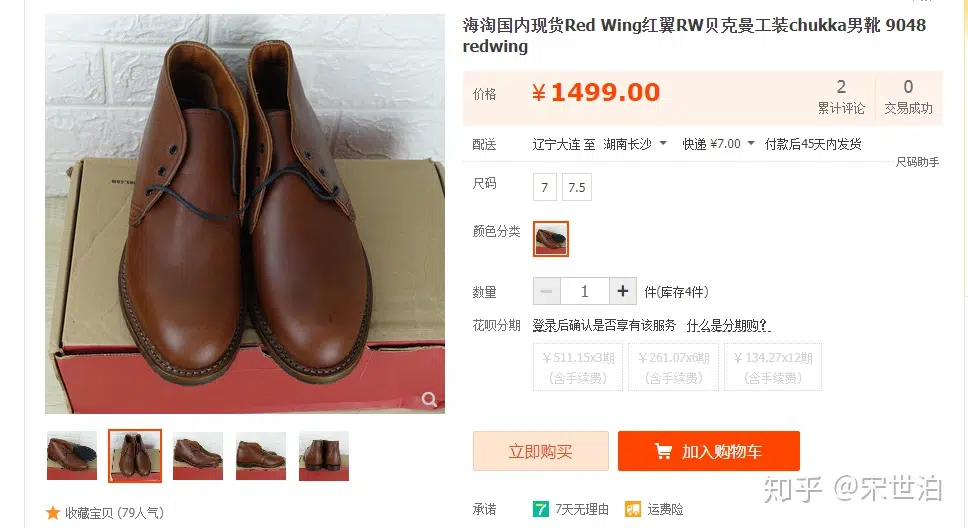 海淘国内现货Red Wing红翼RW贝克曼工装chukka男靴 9048
redwing
价格
¥1499.00
2
累计评论
0
交易成功
配送
辽宁大连 至 湖南长沙 快递 ¥7.00 付款后45天内发货
尺码助手
尺码
7
7.5
颜色分类
数量
1
件(库存4件)
花呗分期
登录后确认是否享有该服务 什么是分期购?
¥511.15x3期
(含手续费)
¥261.07x6期
(含手续费)
¥134.27x12期
(含手续费)
立即购买
加入购物车
收藏宝贝 (79人气)
承诺
7
7天无理由
运费险
知乎 @宋世泊